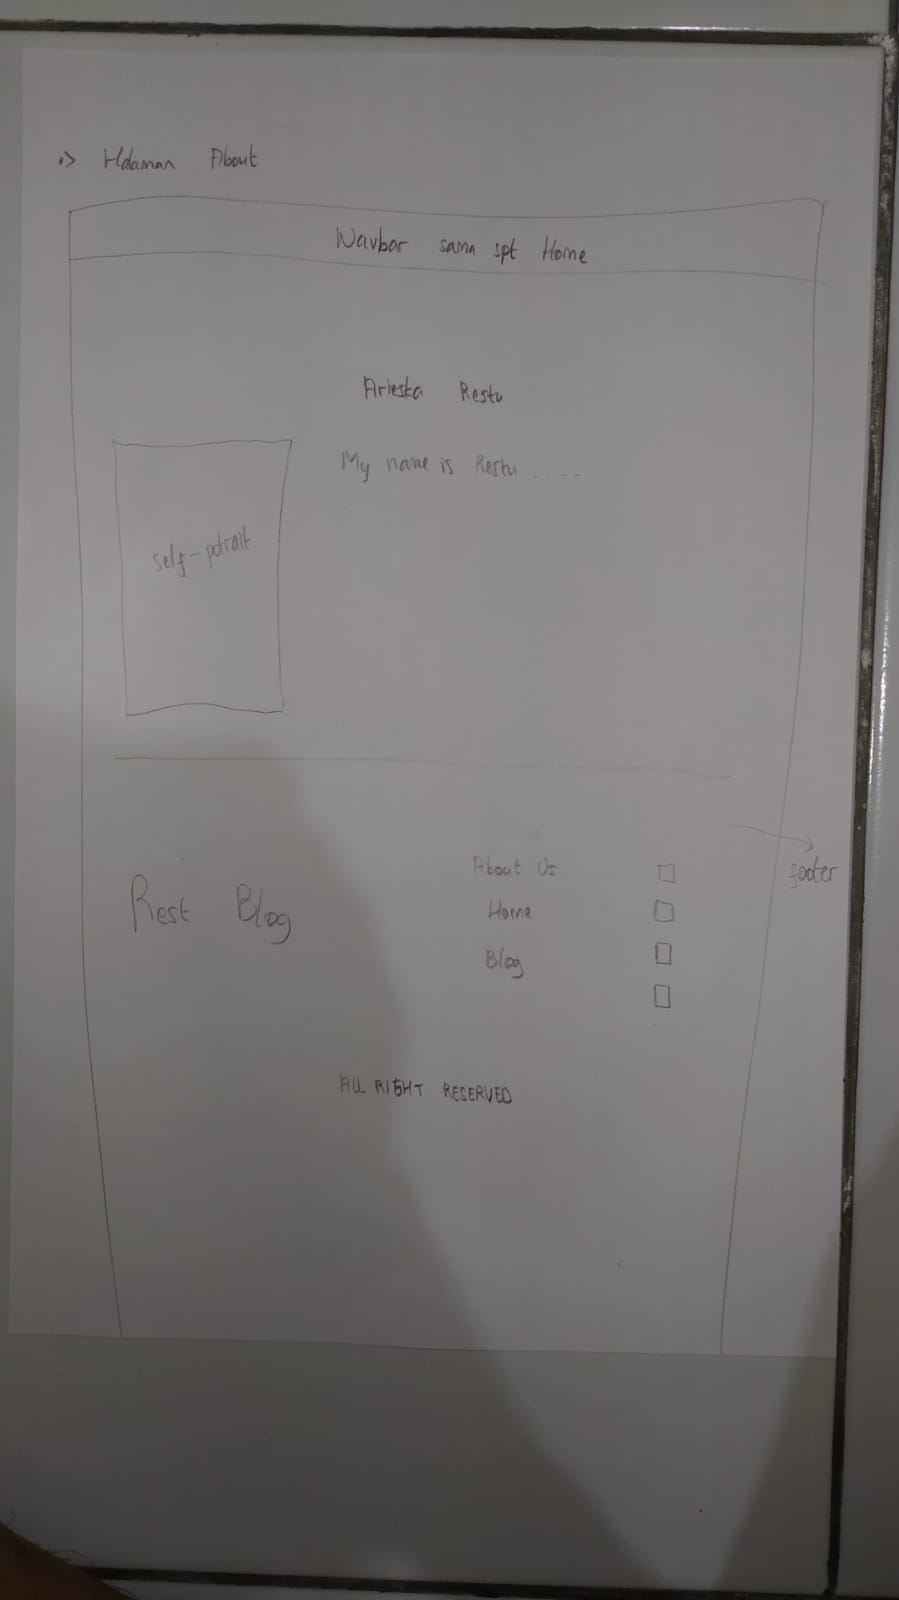 •> Halaman About
Navbar sama spt Home
Arieska Restu
My name is Restu ....
self-potrait
About Us
Home
Blog
Rest Blog
footer
ALL RIGHT RESERVED